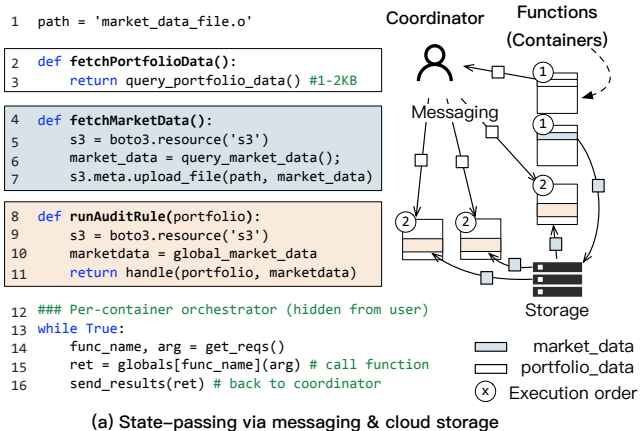 1 path = 'market_data_file.o'
2 def fetchPortfolioData():
3 return query_portfolio_data() #1-2KB
4 def fetchMarketData():
5 s3 = boto3.resource('s3')
6 market_data = query_market_data();
7 s3.meta.upload_file(path, market_data)
8 def runAuditRule(portfolio):
9 s3 = boto3.resource('s3')
10 marketdata = global_market_data
11 return handle(portfolio, marketdata)
12 ### Per-container orchestrator (hidden from user)
13 while True:
14 func_name, arg = get_reqs()
15 ret = globals[func_name](arg) # call function
16 send_results(ret) # back to coordinator
Coordinator
Functions
(Containers)
1
Messaging
1
2
2
2
Storage
market_data
portfolio_data
x Execution order
(a) State-passing via messaging & cloud storage